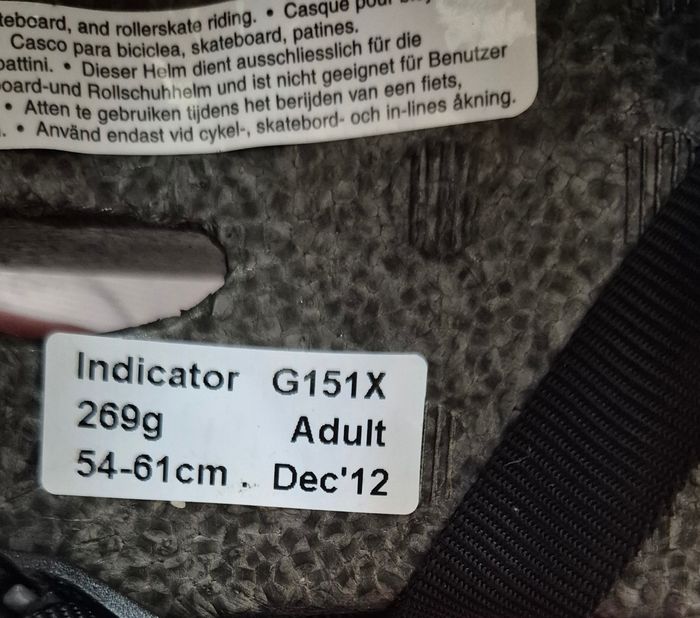 teboard, and rollerskate riding. • Casque pour
Casco para biciclea, skateboard, patines.
pattini. • Dieser Helm dient ausschliesslich für die
oard-und Rollschuhhelm und ist nicht geeignet für Benutzer
• Atten te gebruiken tijdens het berijden van een fiets,
. • Använd endast vid cykel-, skatebord- och in-lines åkning.
Indicator G151X
269g Adult
54-61cm . Dec'12